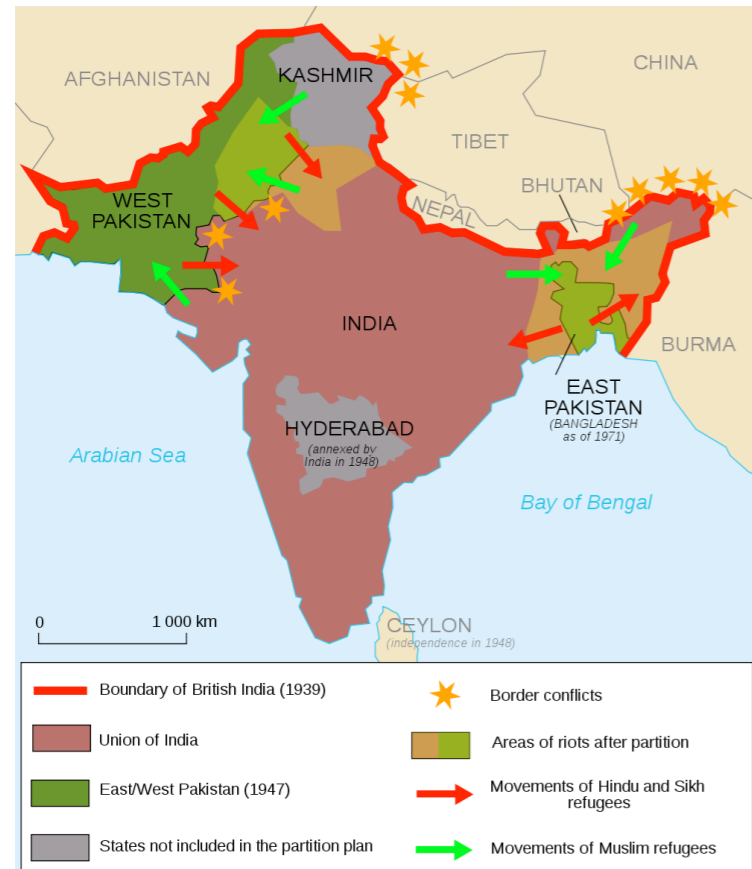 AFGHANISTAN
KASHMIR
CHINA
TIBET
WEST
PAKISTAN
NEPAL
BHUTAN
INDIA
BURMA
EAST
PAKISTAN
(BANGLADESH
as of 1971)
HYDERABAD
(annexed by
India in 1948)
Arabian Sea
Bay of Bengal
0 1 000 km
CEYLON
(independence in 1948)
Boundary of British India (1939)
Union of India
East/West Pakistan (1947)
States not included in the partition plan
Border conflicts
Areas of riots after partition
Movements of Hindu and Sikh
refugees
Movements of Muslim refugees